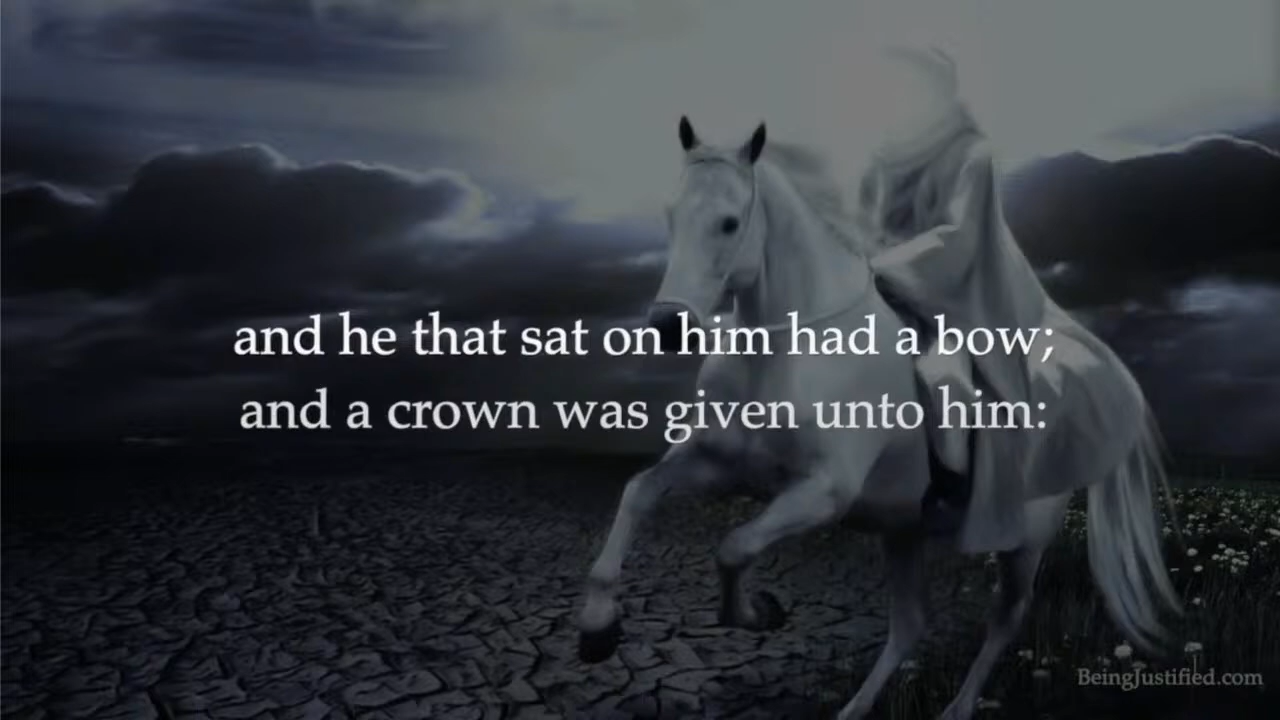 and he that sat on him had a bow;
and a crown was given unto him:
BeingJustified.com